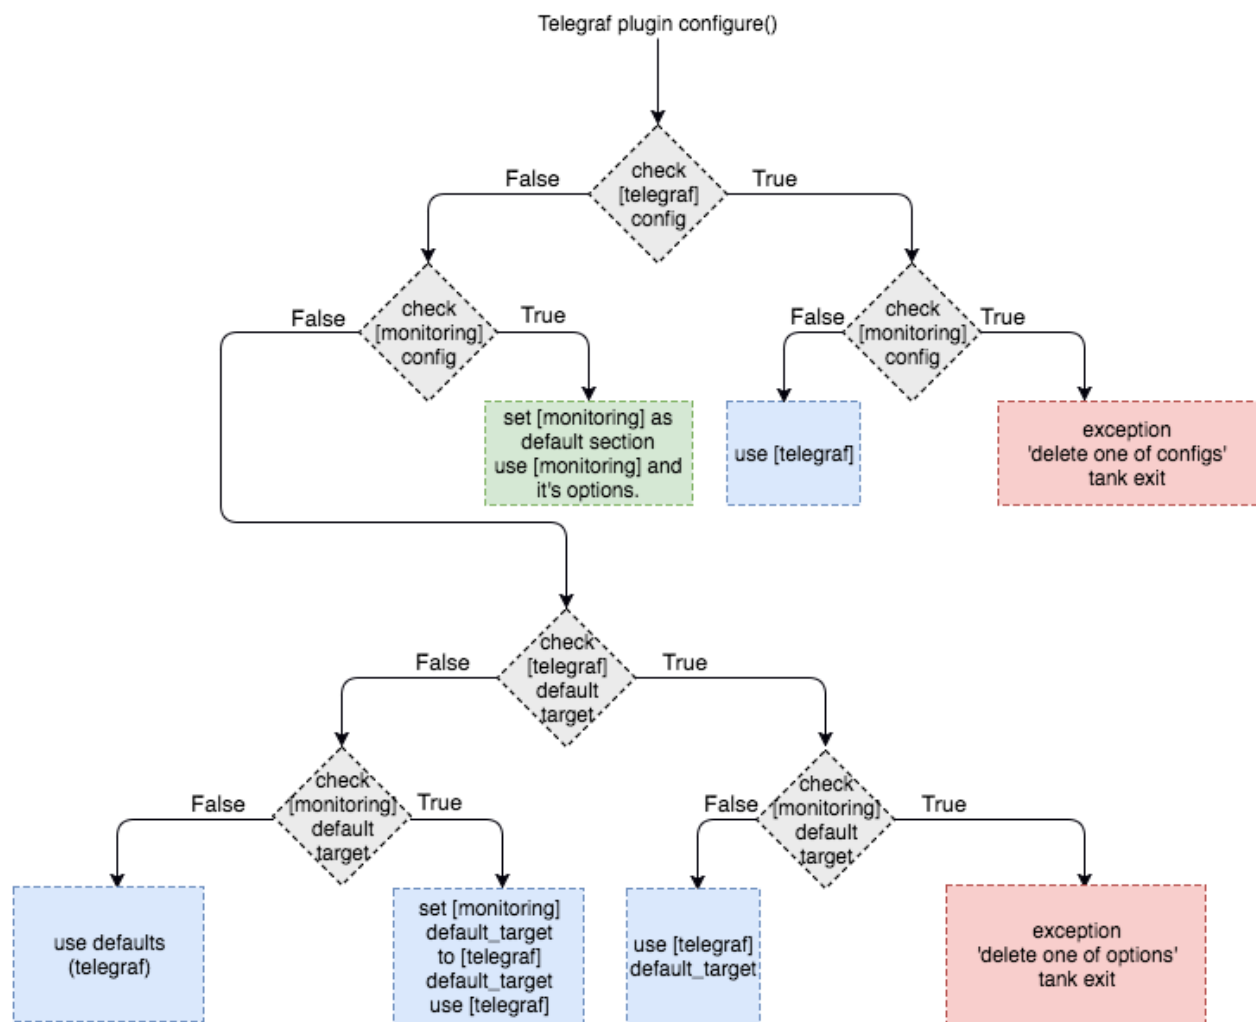 Telegraf plugin configure()
check
[telegraf]
config
False
True
check
[monitoring]
config
False
True
check
[monitoring]
config
False
True
set [monitoring] as
default section
use [monitoring] and
it's options.
use [telegraf]
exception
'delete one of configs'
tank exit
check
[telegraf]
default
target
False
True
check
[monitoring]
default
target
False
True
check
[monitoring]
default
target
False
True
use defaults
(telegraf)
set [monitoring]
default_target
to [telegraf]
default_target
use [telegraf]
use [telegraf]
default_target
exception
'delete one of options'
tank exit